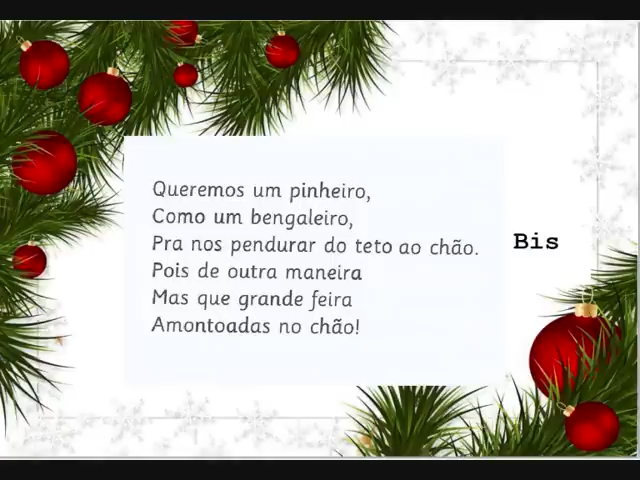 Queremos um pinheiro,
Como um bengaleiro,
Pra nos pendurar do teto ao chão.
Bis
Pois de outra maneira
Mas que grande feira
Amontoadas no chão!